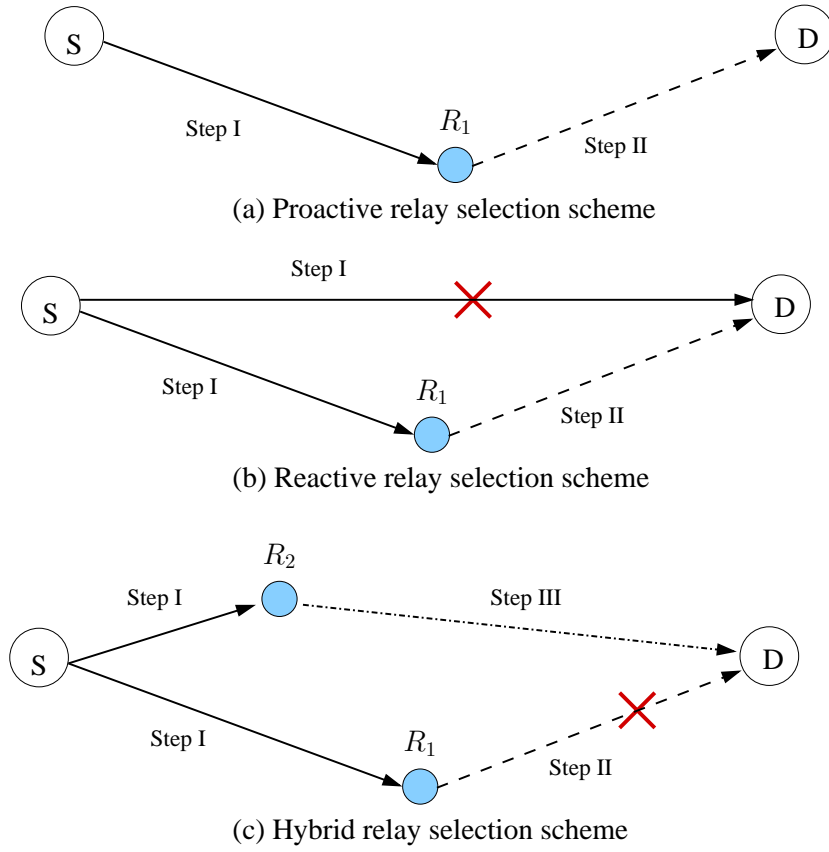 S
D
Step I
R1
Step II
(a) Proactive relay selection scheme
Step I
S
D
Step I
R1
Step II
(b) Reactive relay selection scheme
R2
Step I
Step III
S
D
Step I
R1
Step II
(c) Hybrid relay selection scheme